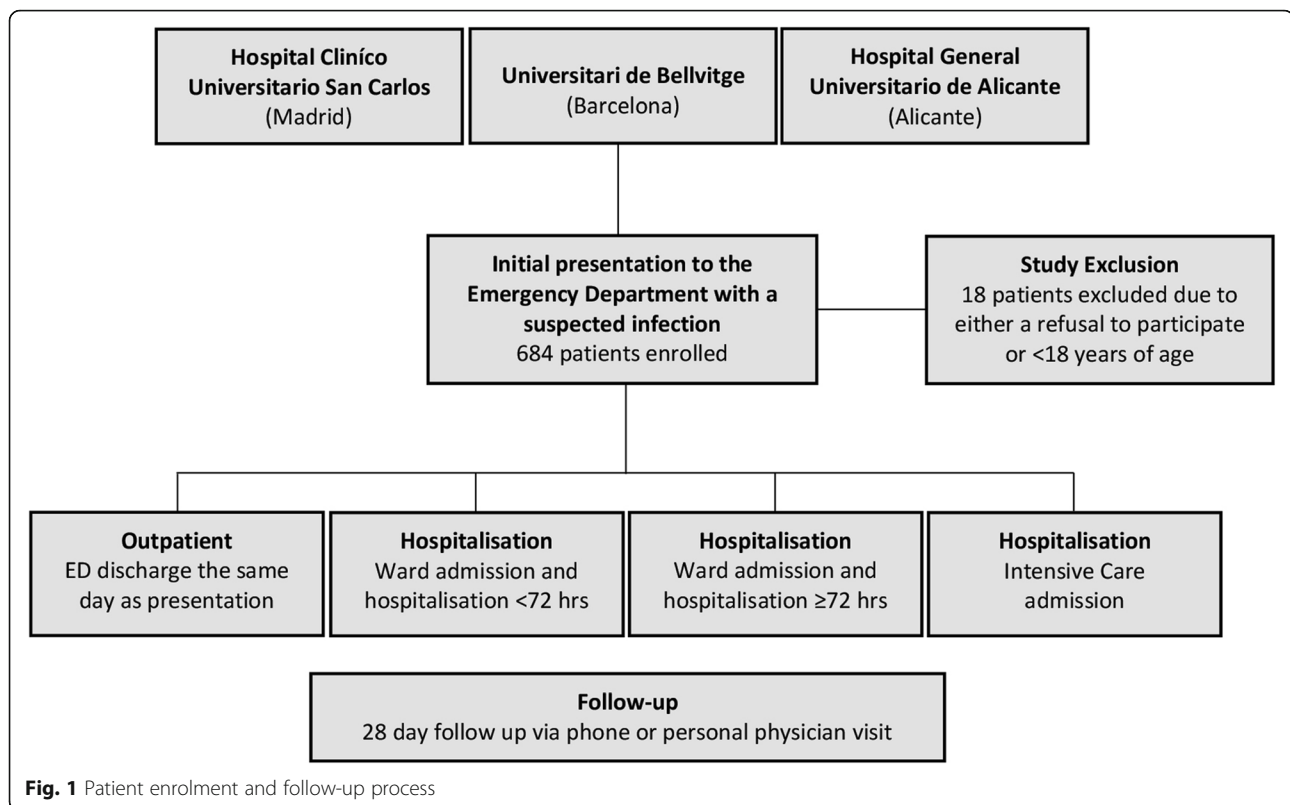 Hospital Cliníco
Universitario San Carlos
(Madrid)
Universitari de Bellvitge
(Barcelona)
Hospital General
Universitario de Alicante
(Alicante)
Initial presentation to the
Emergency Department with a
suspected infection
684 patients enrolled
Study Exclusion
18 patients excluded due to
either a refusal to participate
or <18 years of age
Outpatient
ED discharge the same
day as presentation
Hospitalisation
Ward admission and
hospitalisation <72 hrs
Hospitalisation
Ward admission and
hospitalisation ≥72 hrs
Hospitalisation
Intensive Care
admission
Follow-up
28 day follow up via phone or personal physician visit
Fig. 1 Patient enrolment and follow-up process